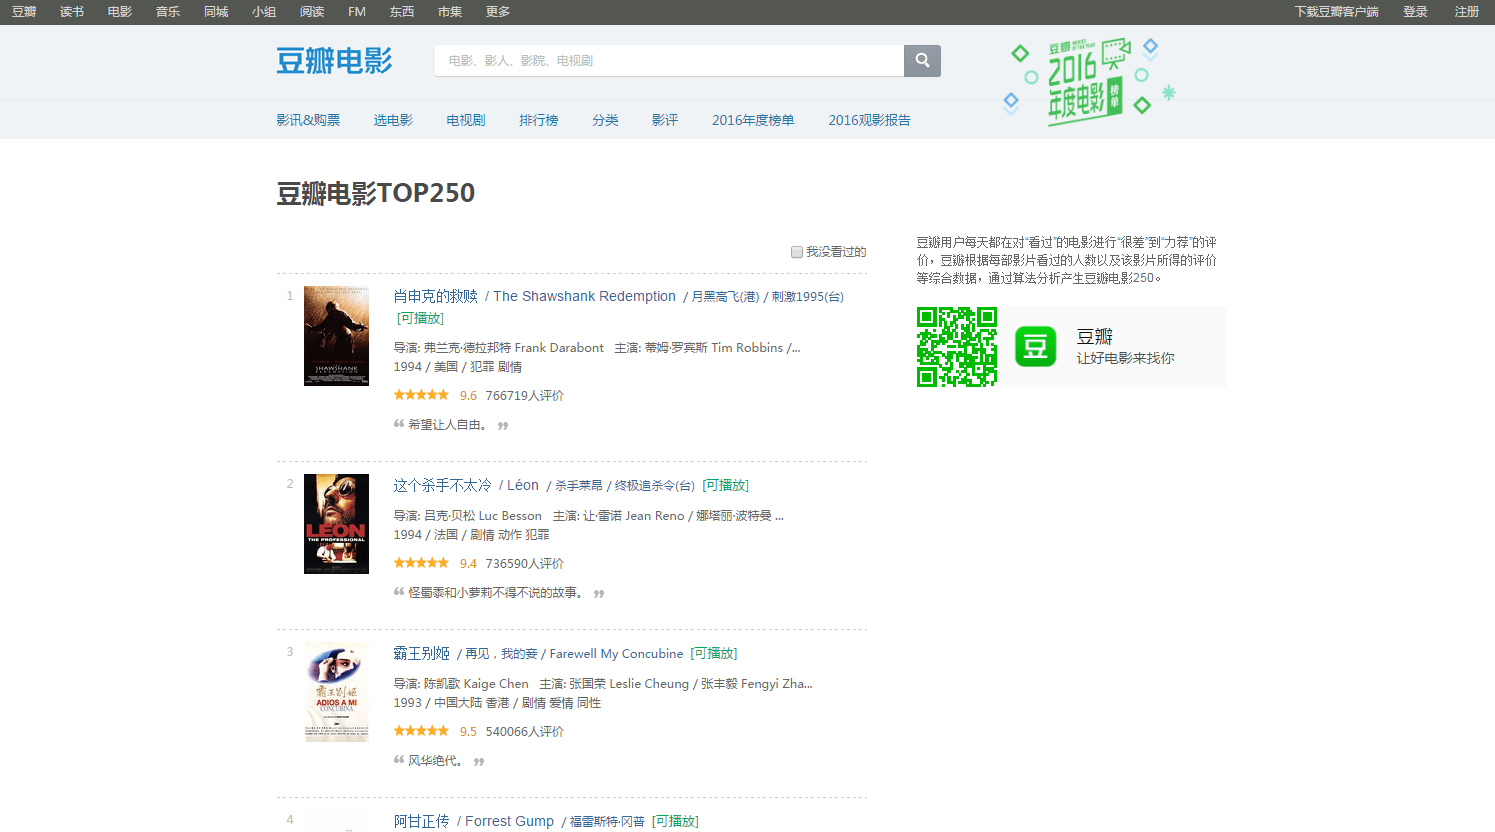 豆瓣 读书 电影 音乐 同城 小组 阅读 FM 东西 市集 更多 下载豆瓣客户端 登录 注册
豆瓣电影
电影、影人、影院、电视剧
豆瓣
2016
年度电影
榜单
影讯&购票 选电影 电视剧 排行榜 分类 影评 2016年度榜单 2016观影报告
豆瓣电影TOP250
我没看过的
1
肖申克的救赎 / The Shawshank Redemption / 月黑高飞(港) / 刺激1995(台)
[可播放]
导演: 弗兰克·德拉邦特 Frank Darabont 主演: 蒂姆·罗宾斯 Tim Robbins /...
1994 / 美国 / 犯罪 剧情
9.6 766719人评价
“ 希望让人自由。 ”
SHAWSHANK
REDEMPTION
2
这个杀手不太冷 / Léon / 杀手莱昂 / 终极追杀令(台) [可播放]
导演: 吕克·贝松 Luc Besson 主演: 让·雷诺 Jean Reno / 娜塔丽·波特曼 ...
1994 / 法国 / 剧情 动作 犯罪
9.4 736590人评价
“ 怪蜀黍和小萝莉不得不说的故事。 ”
LEON
THE PROFESSIONAL
3
霸王别姬 / 再见，我的妾 / Farewell My Concubine [可播放]
导演: 陈凯歌 Kaige Chen 主演: 张国荣 Leslie Cheung / 张丰毅 Fengyi Zha...
1993 / 中国大陆 香港 / 剧情 爱情 同性
9.5 540066人评价
“ 风华绝代。 ”
霸王别姬
ADIOS A MI
CONCUBINA
4
阿甘正传 / Forrest Gump / 福雷斯特·冈普 [可播放]
豆瓣用户每天都在对“看过”的电影进行“很差”到“力荐”的评
价，豆瓣根据每部影片看过的人数以及该影片所得的评价
等综合数据，通过算法分析产生豆瓣电影250。
豆
豆瓣
让好电影来找你